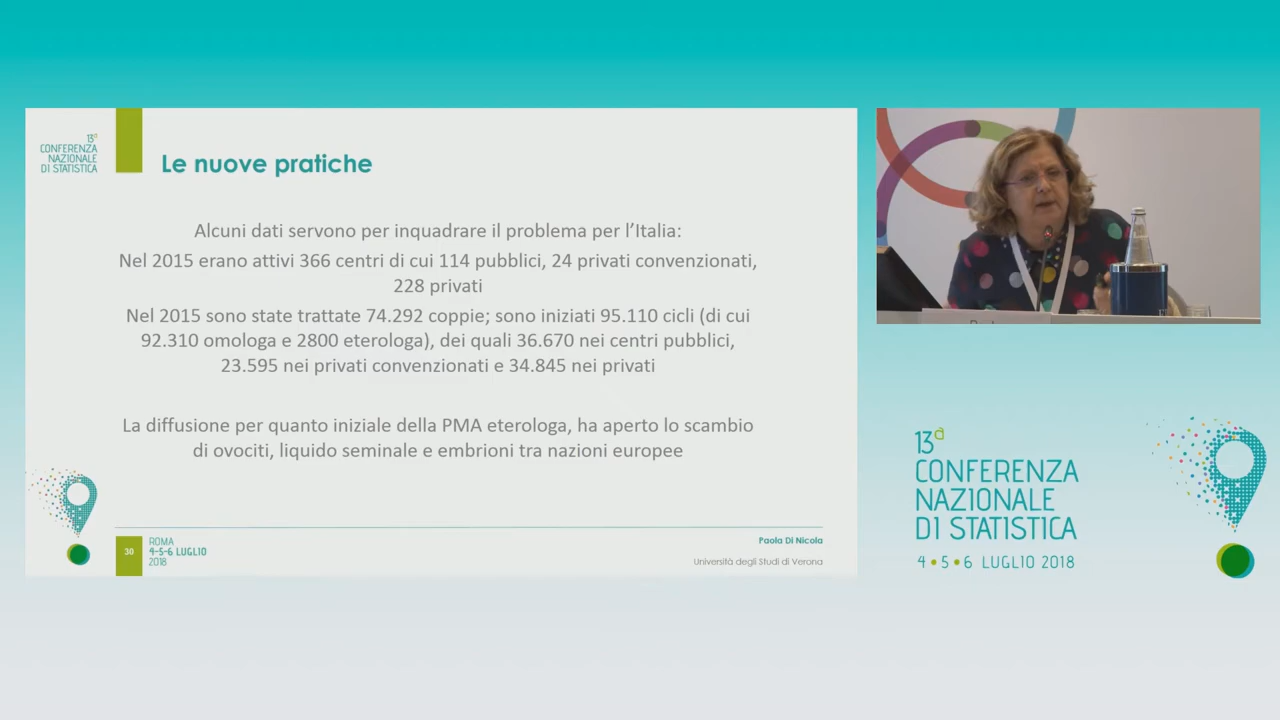 13a
CONFERENZA
NAZIONALE
DI STATISTICA
Le nuove pratiche
Alcuni dati servono per inquadrare il problema per l'Italia:
Nel 2015 erano attivi 366 centri di cui 114 pubblici, 24 privati convenzionati,
228 privati
Nel 2015 sono state trattate 74.292 coppie; sono iniziati 95.110 cicli (di cui
92.310 omologa e 2800 eterologa), dei quali 36.670 nei centri pubblici,
23.595 nei privati convenzionati e 34.845 nei privati
La diffusione per quanto iniziale della PMA eterologa, ha aperto lo scambio
di ovociti, liquido seminale e embrioni tra nazioni europee
30
ROMA
4-5-6 LUGLIO
2018
Paola Di Nicola
Università degli Studi di Verona
13a
CONFERENZA
NAZIONALE
DI STATISTICA
4 • 5 • 6 LUGLIO 2018